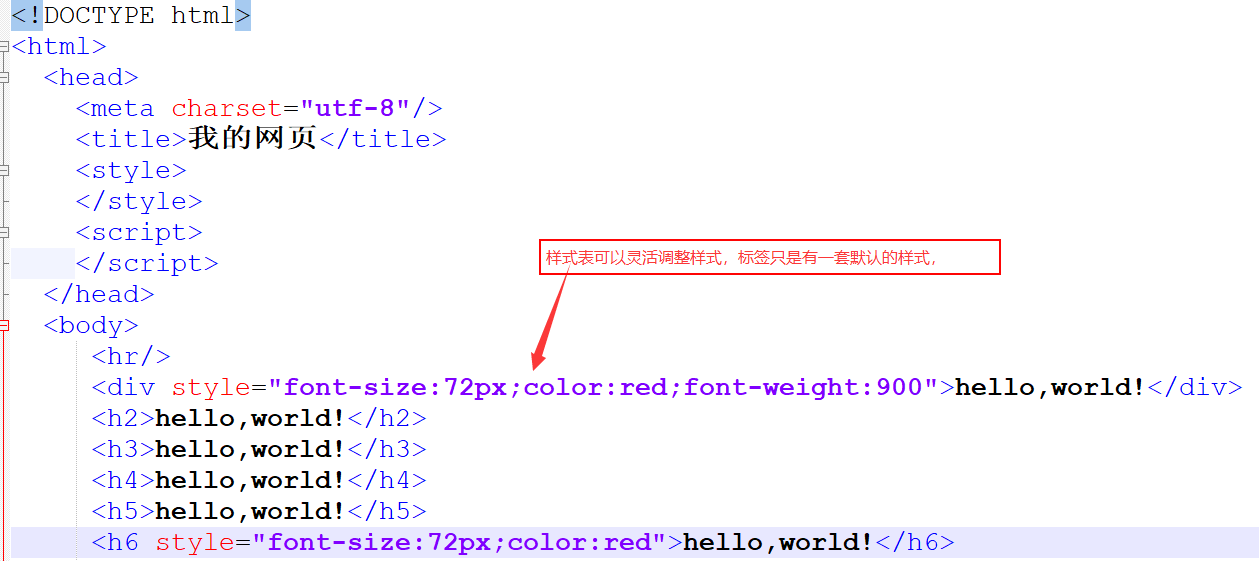 <!DOCTYPE html>
<html>
<head>
<meta charset="utf-8"/>
<title>我的网页</title>
<style>
</style>
<script>
</script>
样式表可以灵活调整样式，标签只是有一套默认的样式，
</head>
<body>
<hr/>
<div style="font-size:72px;color:red;font-weight:900">hello,world!</div>
<h2>hello,world!</h2>
<h3>hello,world!</h3>
<h4>hello,world!</h4>
<h5>hello,world!</h5>
<h6 style="font-size:72px;color:red">hello,world!</h6>